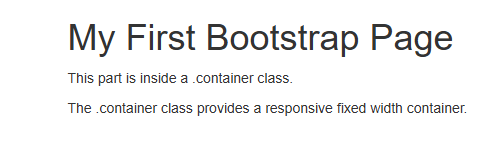 My First Bootstrap Page
This part is inside a .container class.
The .container class provides a responsive fixed width container.